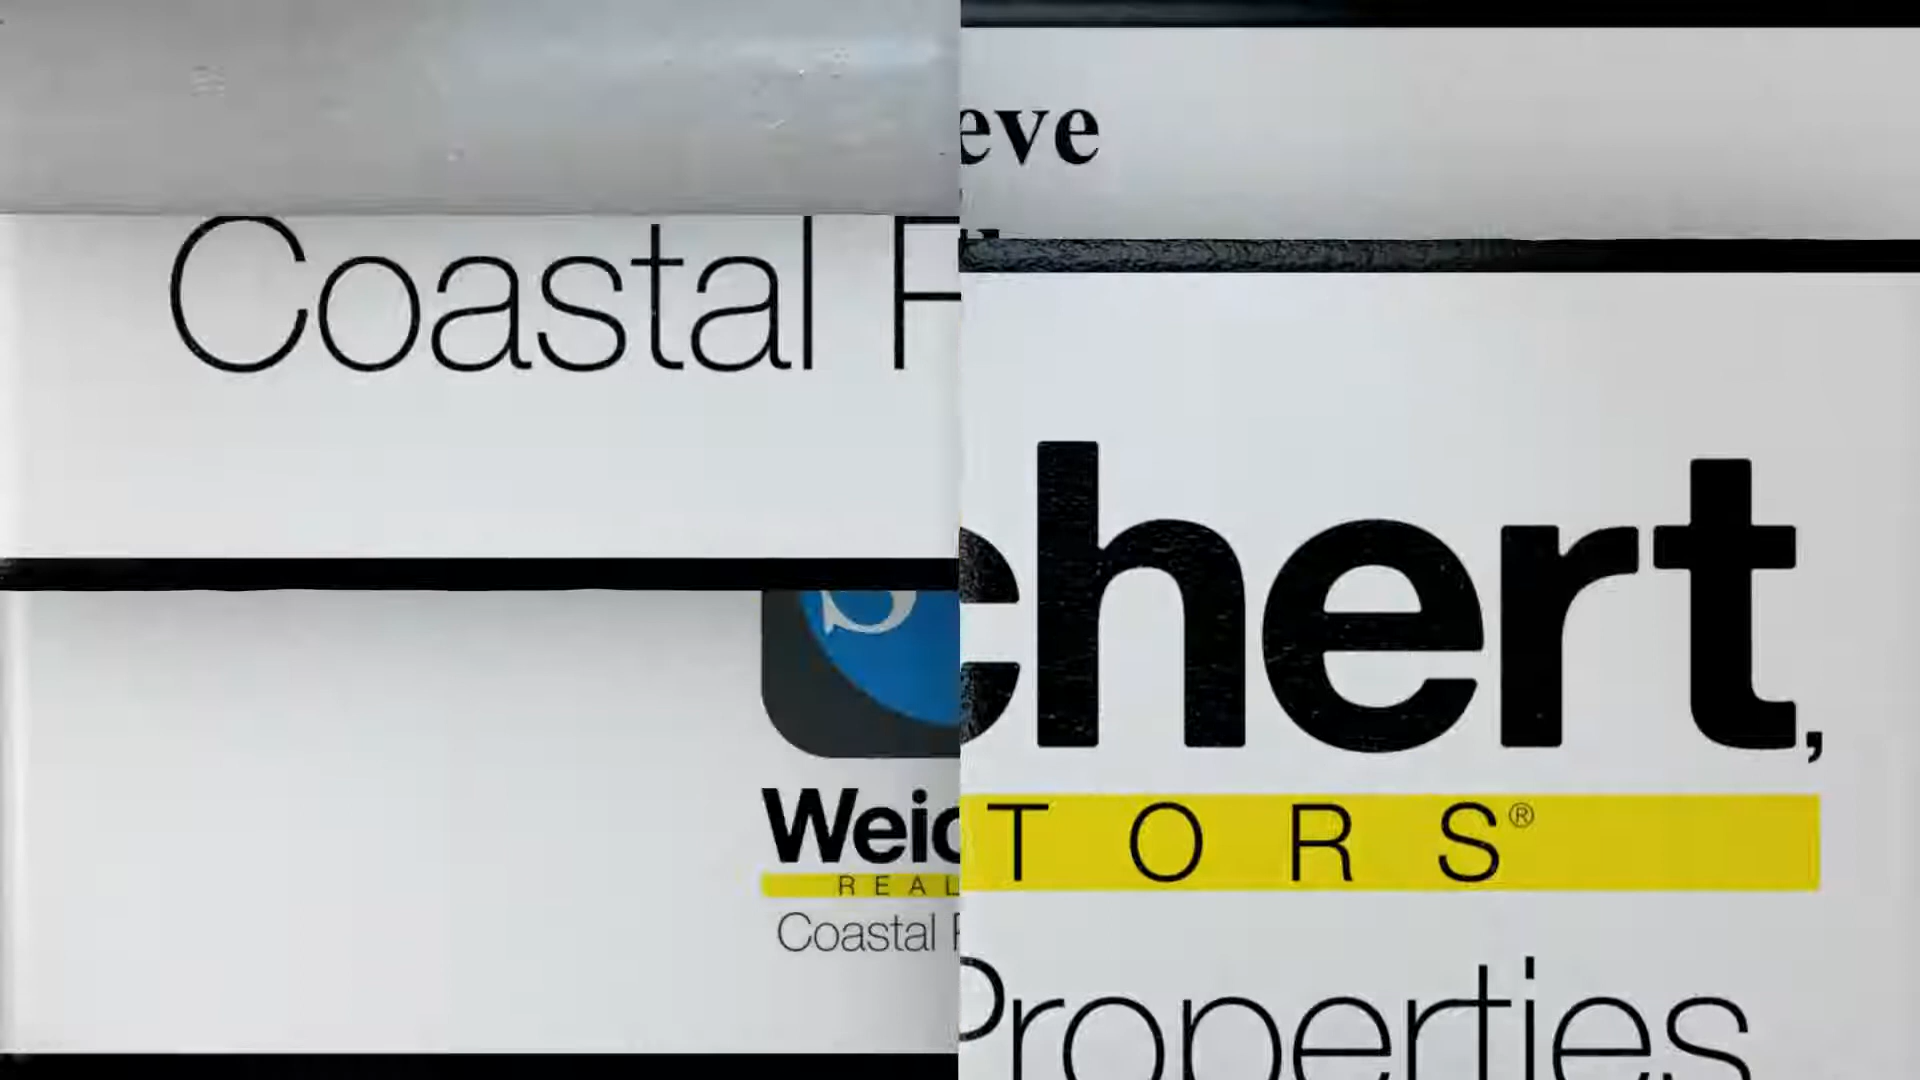 Coastal P
Weic
REAL
Coastal P
eve
chert,
TORS®
Properties